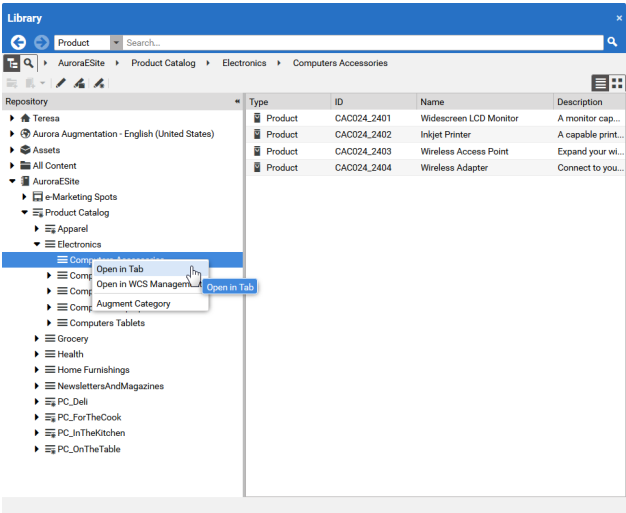 Library
Product
Search...
AuroraESite
Product Catalog
Electronics
Computers Accessories
Repository
Type
ID
Name
Description
Teresa
Aurora Augmentation - English (United States)
Assets
All Content
AuroraESite
e-Marketing Spots
Product Catalog
Apparel
Electronics
Comp
Comp
Comp
Computers Tablets
Grocery
Health
Home Furnishings
NewslettersAndMagazines
PC_Deli
PC_ForTheCook
PC_InTheKitchen
PC_OnTheTable
Open in Tab
Open in WCS Management
Augment Category
Open in Tab
Product CAC024_2401 Widescreen LCD Monitor A monitor cap...
Product CAC024_2402 Inkjet Printer A capable print...
Product CAC024_2403 Wireless Access Point Expand your wi...
Product CAC024_2404 Wireless Adapter Connect to you...